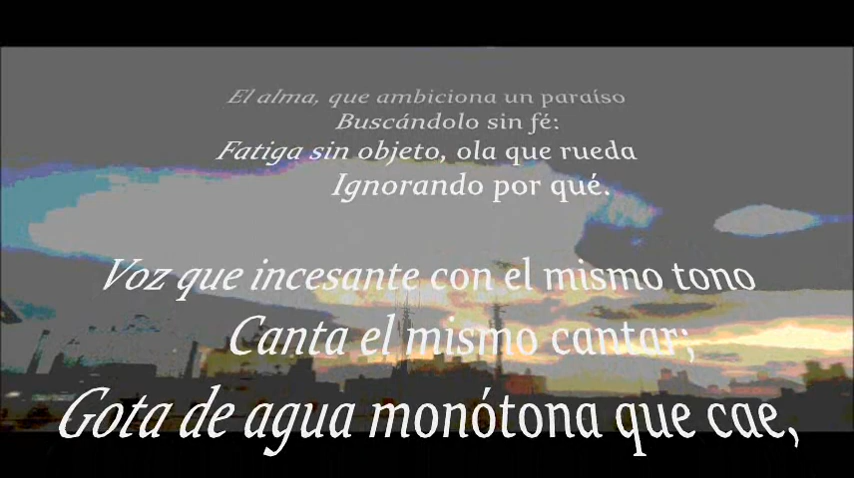 El alma, que ambiciona un paraíso
Buscándolo sin fé:
Fatiga sin objeto, ola que rueda
Ignorando por qué.
Voz que incesante con el mismo tono
Canta el mismo cantar;
Gota de agua monótona que cae,